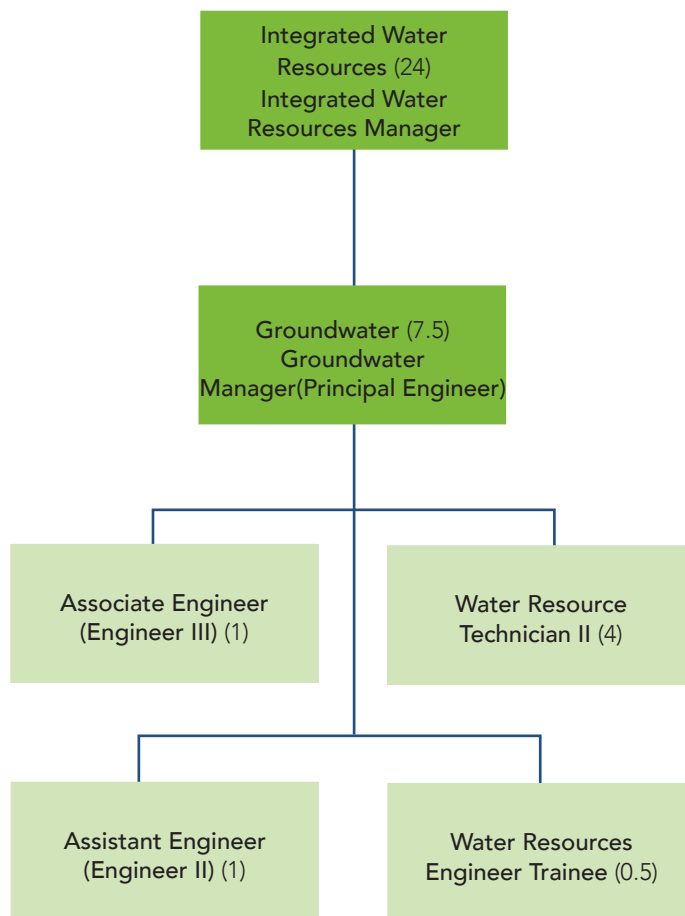 Integrated Water
Resources (24)
Integrated Water
Resources Manager
Groundwater (7.5)
Groundwater
Manager(Principal Engineer)
Associate Engineer
(Engineer III) (1)
Water Resource
Technician II (4)
Assistant Engineer
(Engineer II) (1)
Water Resources
Engineer Trainee (0.5)